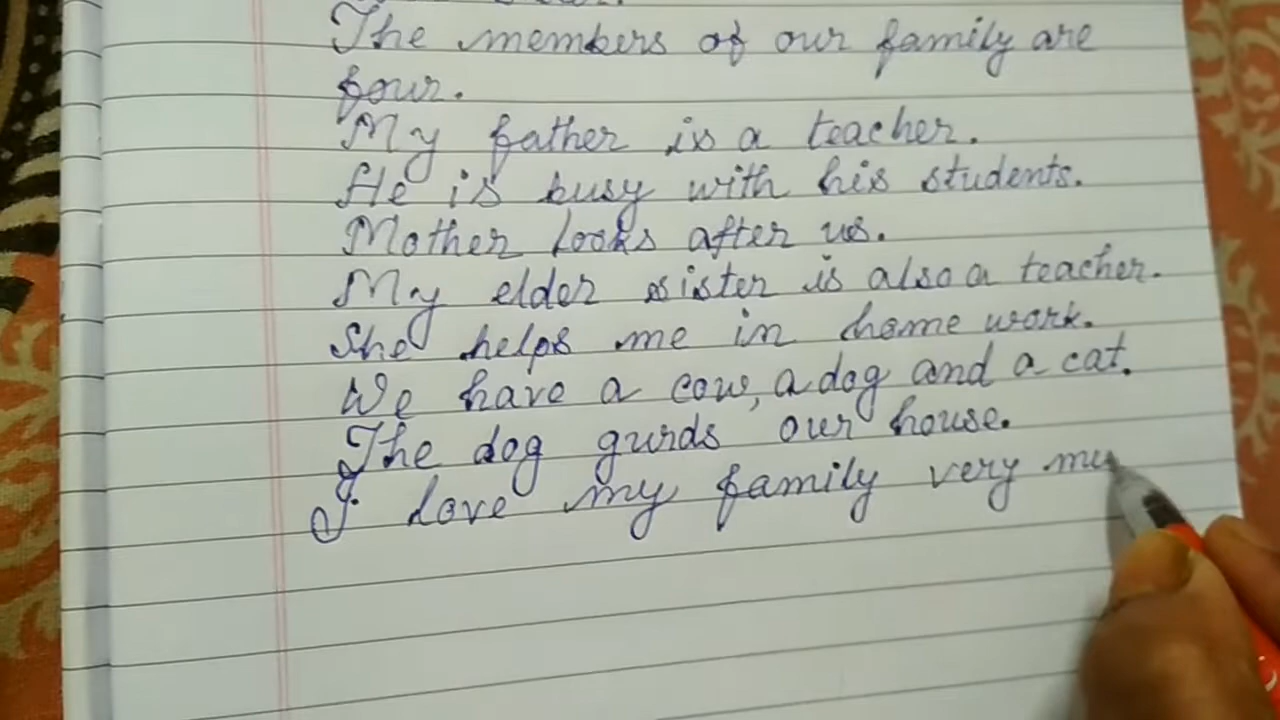 The members of our family are
four.
My father is a teacher.
He is busy with his students.
Mother looks after us.
My elder sister is also a teacher.
She helps me in home work.
We have a cow, a dog and a cat.
The dog gurds our house.
I love my family very mu